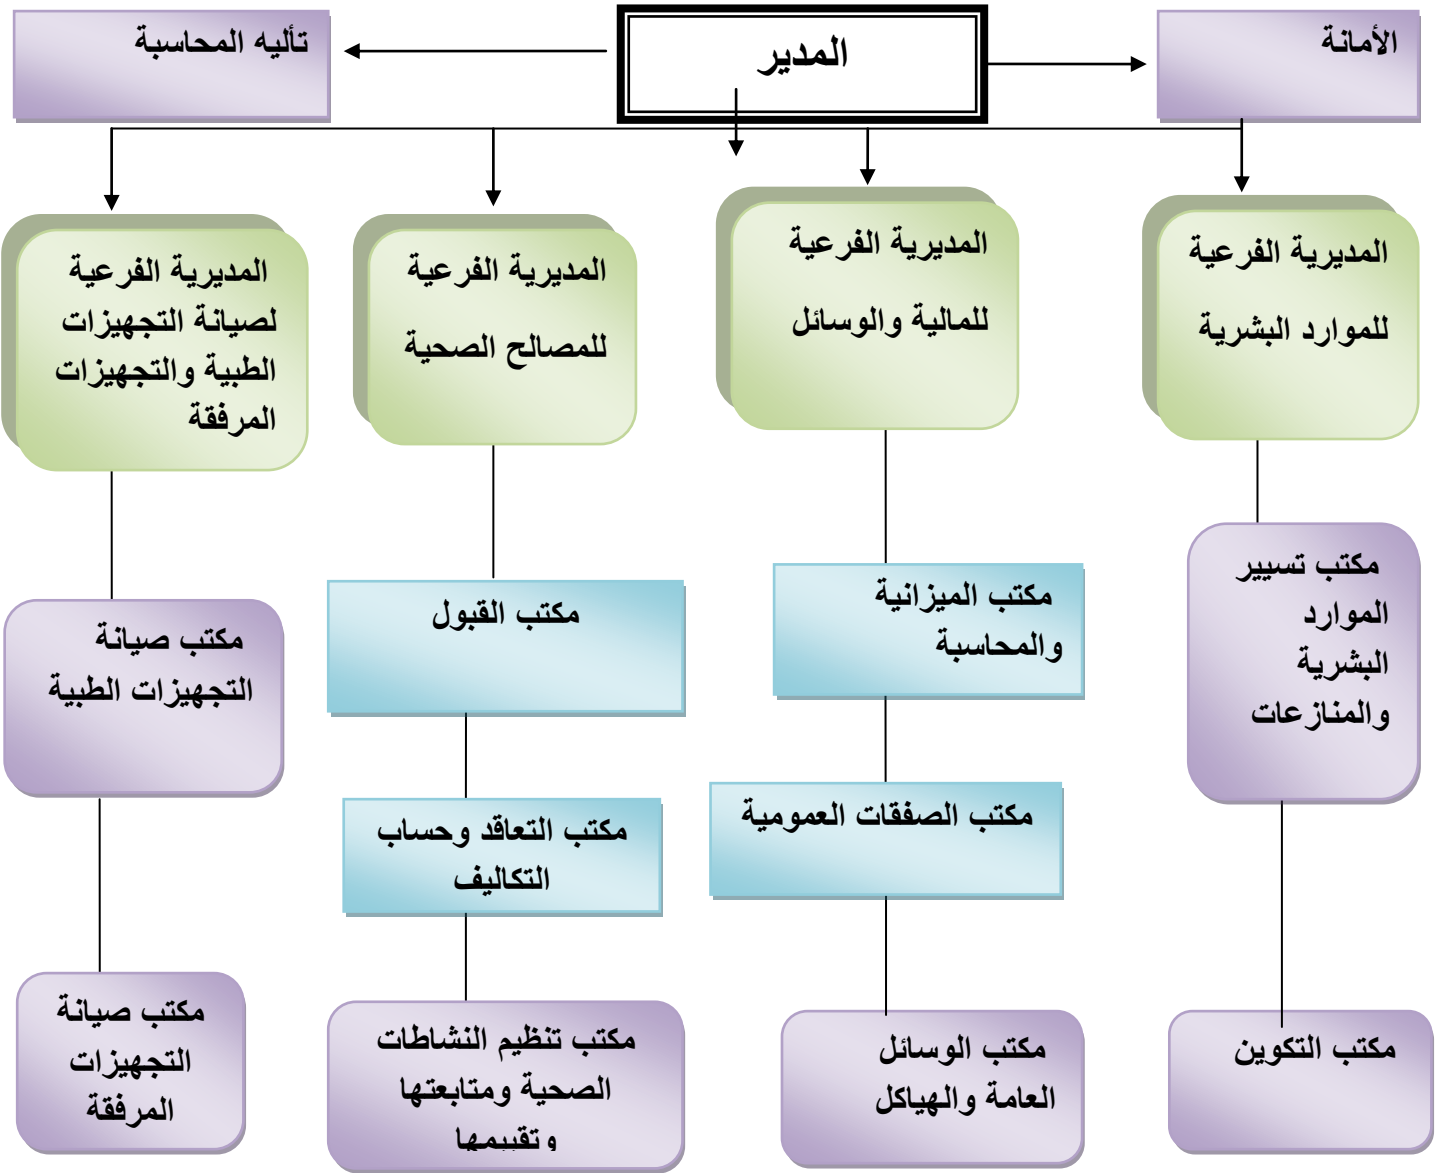 الأمانة
المدير
تأليه المحاسبة
المديرية الفرعية
للموارد البشرية
المديرية الفرعية
للمالية والوسائل
المديرية الفرعية
للمصالح الصحية
المديرية الفرعية
لصيانة التجهيزات
الطبية والتجهيزات
المرفقة
مكتب تسيير
الموارد
البشرية
والمنازعات
مكتب الميزانية
والمحاسبة
مكتب القبول
مكتب صيانة
التجهيزات الطبية
مكتب الصفقات العمومية
مكتب التعاقد وحساب
التكاليف
مكتب التكوين
مكتب الوسائل
العامة والهياكل
مكتب تنظيم النشاطات
الصحية ومتابعتها
وتقييمها
مكتب صيانة
التجهيزات
المرفقة